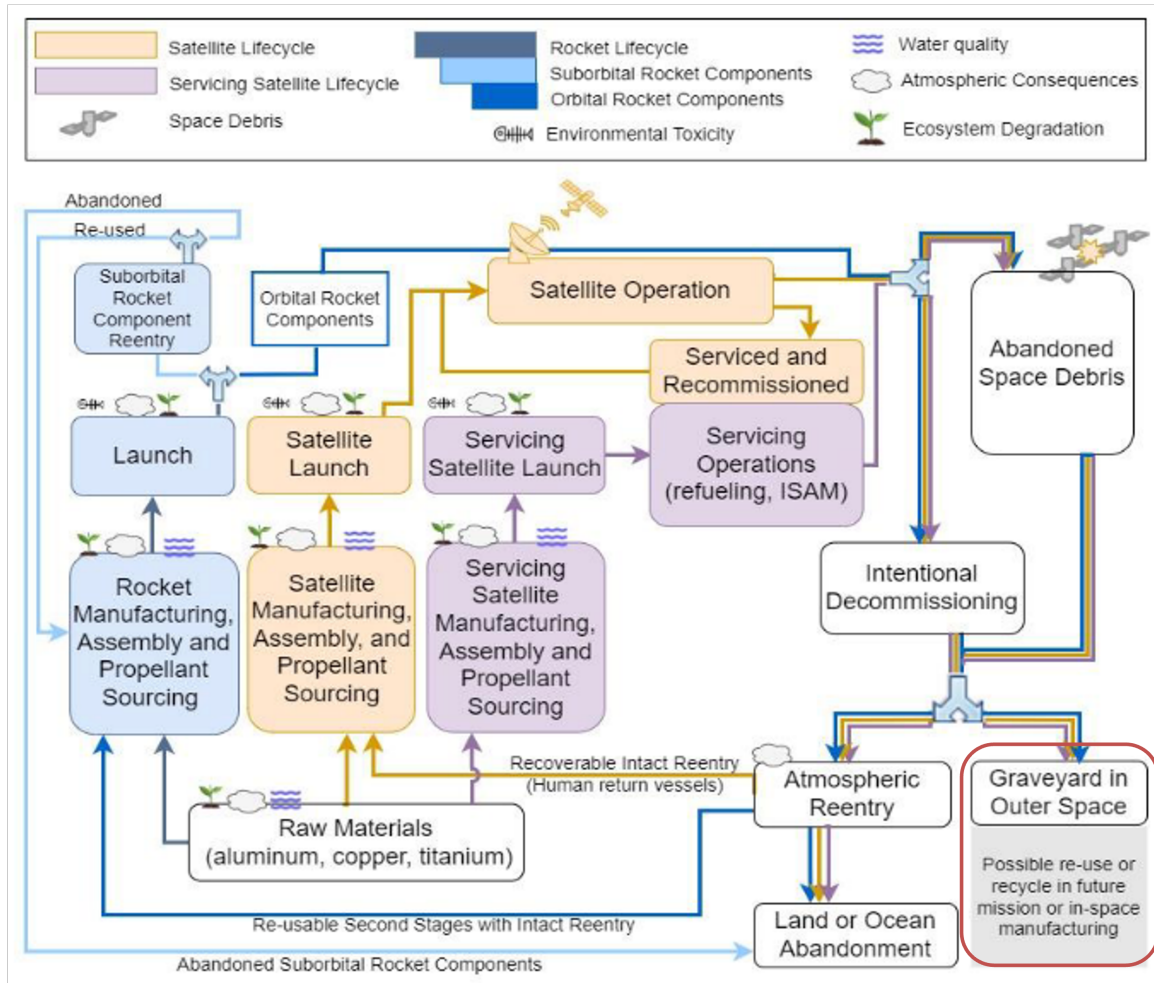 Satellite Lifecycle
Servicing Satellite Lifecycle
Space Debris
Rocket Lifecycle
Suborbital Rocket Components
Orbital Rocket Components
Environmental Toxicity
Water quality
Atmospheric Consequences
Ecosystem Degradation
Abandoned
Re-used
Suborbital
Rocket
Component
Reentry
Orbital Rocket
Components
Satellite Operation
Serviced and
Recommissioned
Abandoned
Space Debris
Launch
Satellite
Launch
Servicing
Satellite Launch
Servicing
Operations
(refueling, ISAM)
Intentional
Decommissioning
Rocket
Manufacturing,
Assembly and
Propellant
Sourcing
Satellite
Manufacturing,
Assembly, and
Propellant
Sourcing
Servicing
Satellite
Manufacturing,
Assembly and
Propellant
Sourcing
Recoverable Intact Reentry
(Human return vessels)
Atmospheric
Reentry
Graveyard in
Outer Space
Raw Materials
(aluminum, copper, titanium)
Possible re-use or
recycle in future
mission or in-space
manufacturing
Re-usable Second Stages with Intact Reentry
Land or Ocean
Abandonment
Abandoned Suborbital Rocket Components